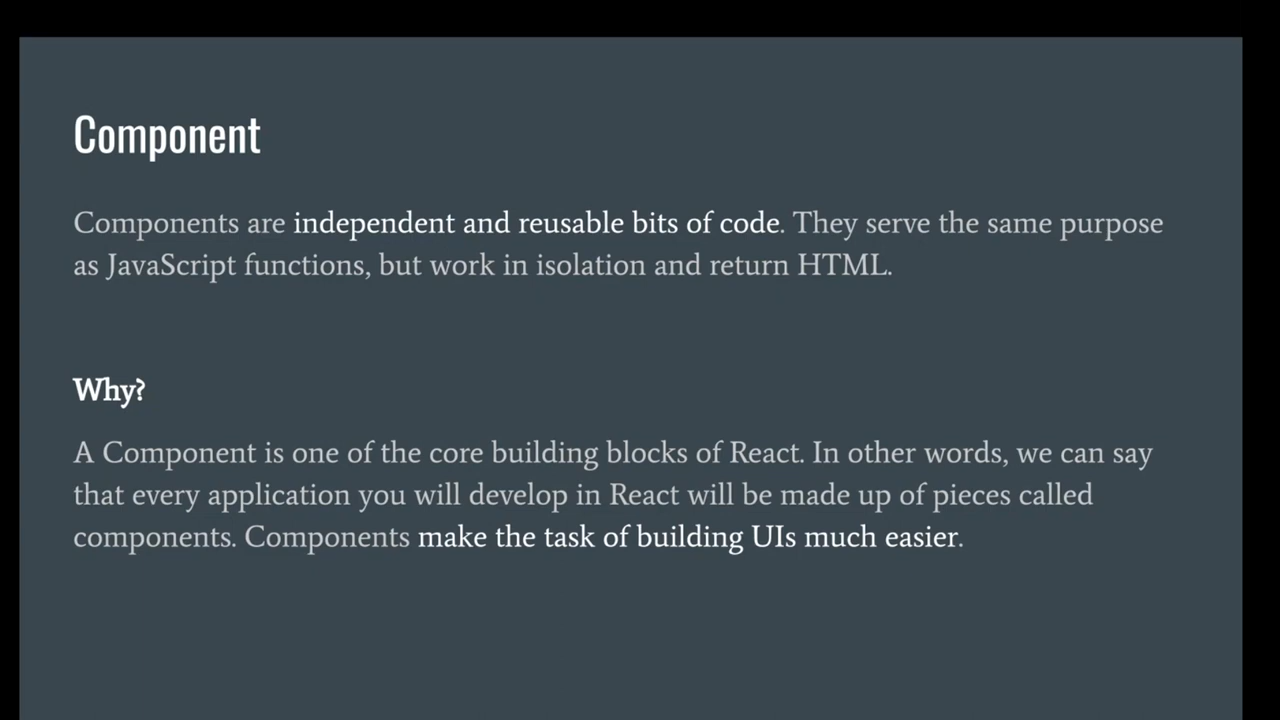 Component
Components are independent and reusable bits of code. They serve the same purpose
as JavaScript functions, but work in isolation and return HTML.
Why?
A Component is one of the core building blocks of React. In other words, we can say
that every application you will develop in React will be made up of pieces called
components. Components make the task of building UIs much easier.